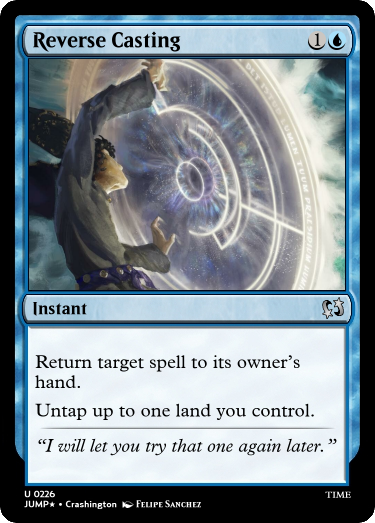 Reverse Casting 1
Instant
Return target spell to its owner's
hand.
Untap up to one land you control.
"I will let you try that one again later."
U 0226 TIME
JUMP★ • Crashington Felipe Sanchez